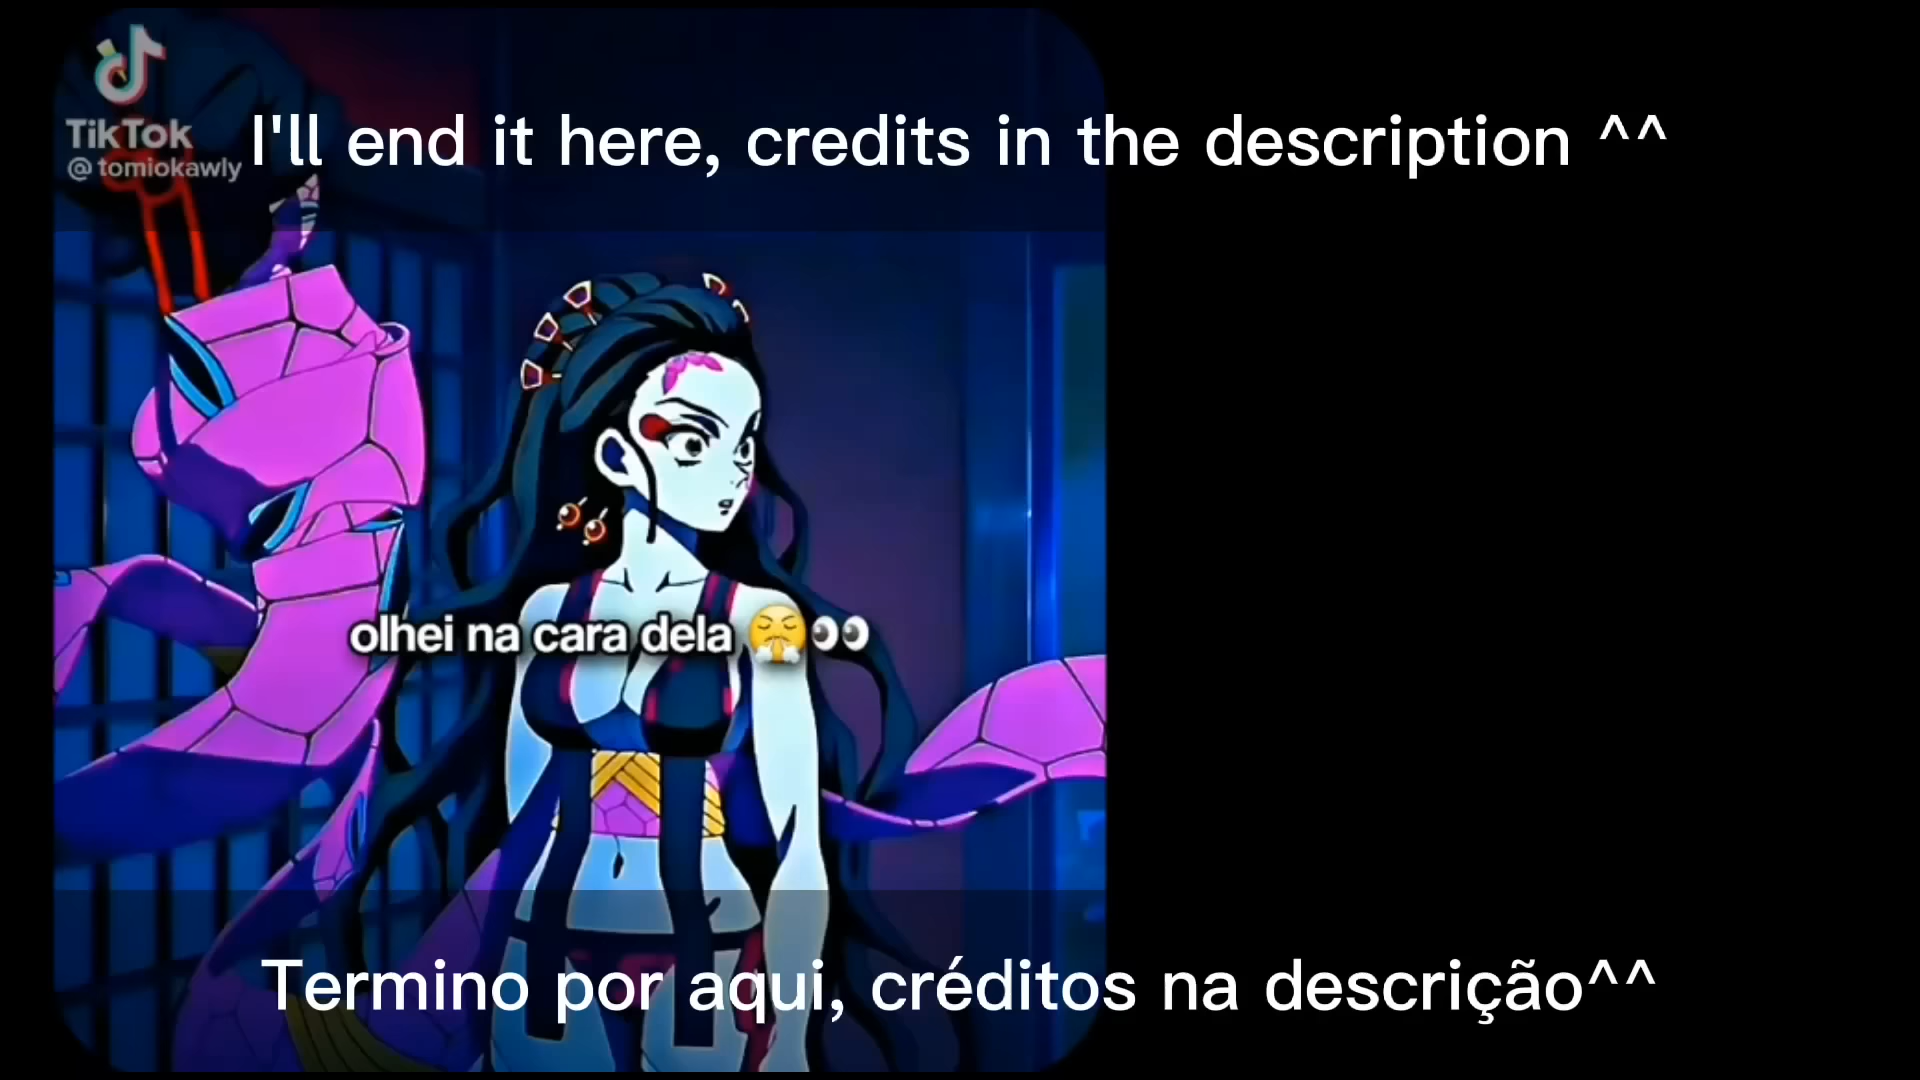 TikTok
@tomiokawly
I'll end it here, credits in the description ^^
olhei na cara dela 😤👀
Termino por aqui, créditos na descrição^^